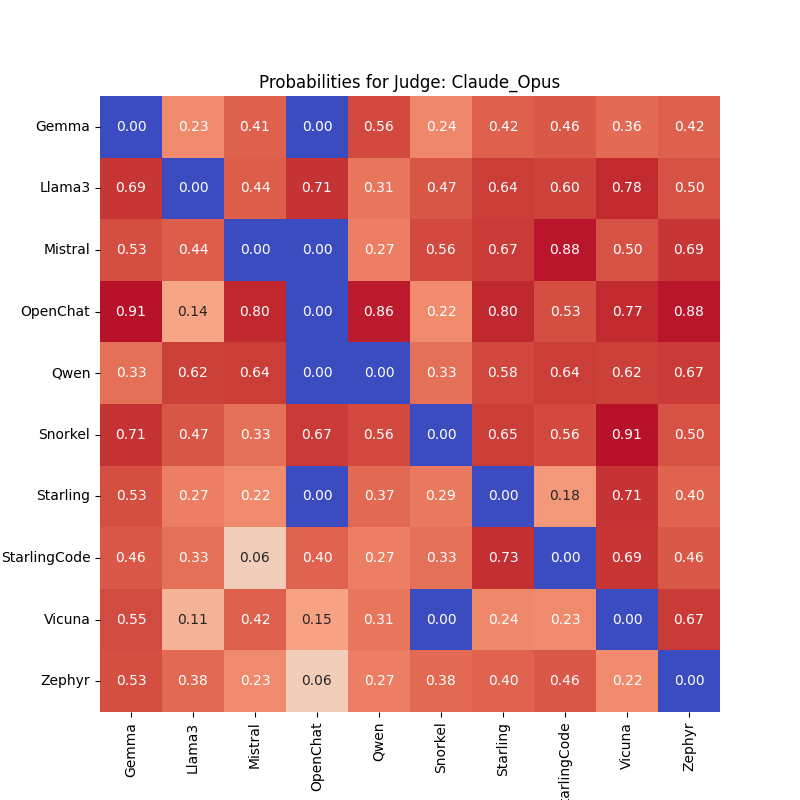 Probabilities for Judge: Claude_Opus
Gemma 0.00 0.23 0.41 0.00 0.56 0.24 0.42 0.46 0.36 0.42
Llama3 0.69 0.00 0.44 0.71 0.31 0.47 0.64 0.60 0.78 0.50
Mistral 0.53 0.44 0.00 0.00 0.27 0.56 0.67 0.88 0.50 0.69
OpenChat 0.91 0.14 0.80 0.00 0.86 0.22 0.80 0.53 0.77 0.88
Qwen 0.33 0.62 0.64 0.00 0.00 0.33 0.58 0.64 0.62 0.67
Snorkel 0.71 0.47 0.33 0.67 0.56 0.00 0.65 0.56 0.91 0.50
Starling 0.53 0.27 0.22 0.00 0.37 0.29 0.00 0.18 0.71 0.40
StarlingCode 0.46 0.33 0.06 0.40 0.27 0.33 0.73 0.00 0.69 0.46
Vicuna 0.55 0.11 0.42 0.15 0.31 0.00 0.24 0.23 0.00 0.67
Zephyr 0.53 0.38 0.23 0.06 0.27 0.38 0.40 0.46 0.22 0.00
Gemma
Llama3
Mistral
OpenChat
Qwen
Snorkel
Starling
arlingCode
Vicuna
Zephyr